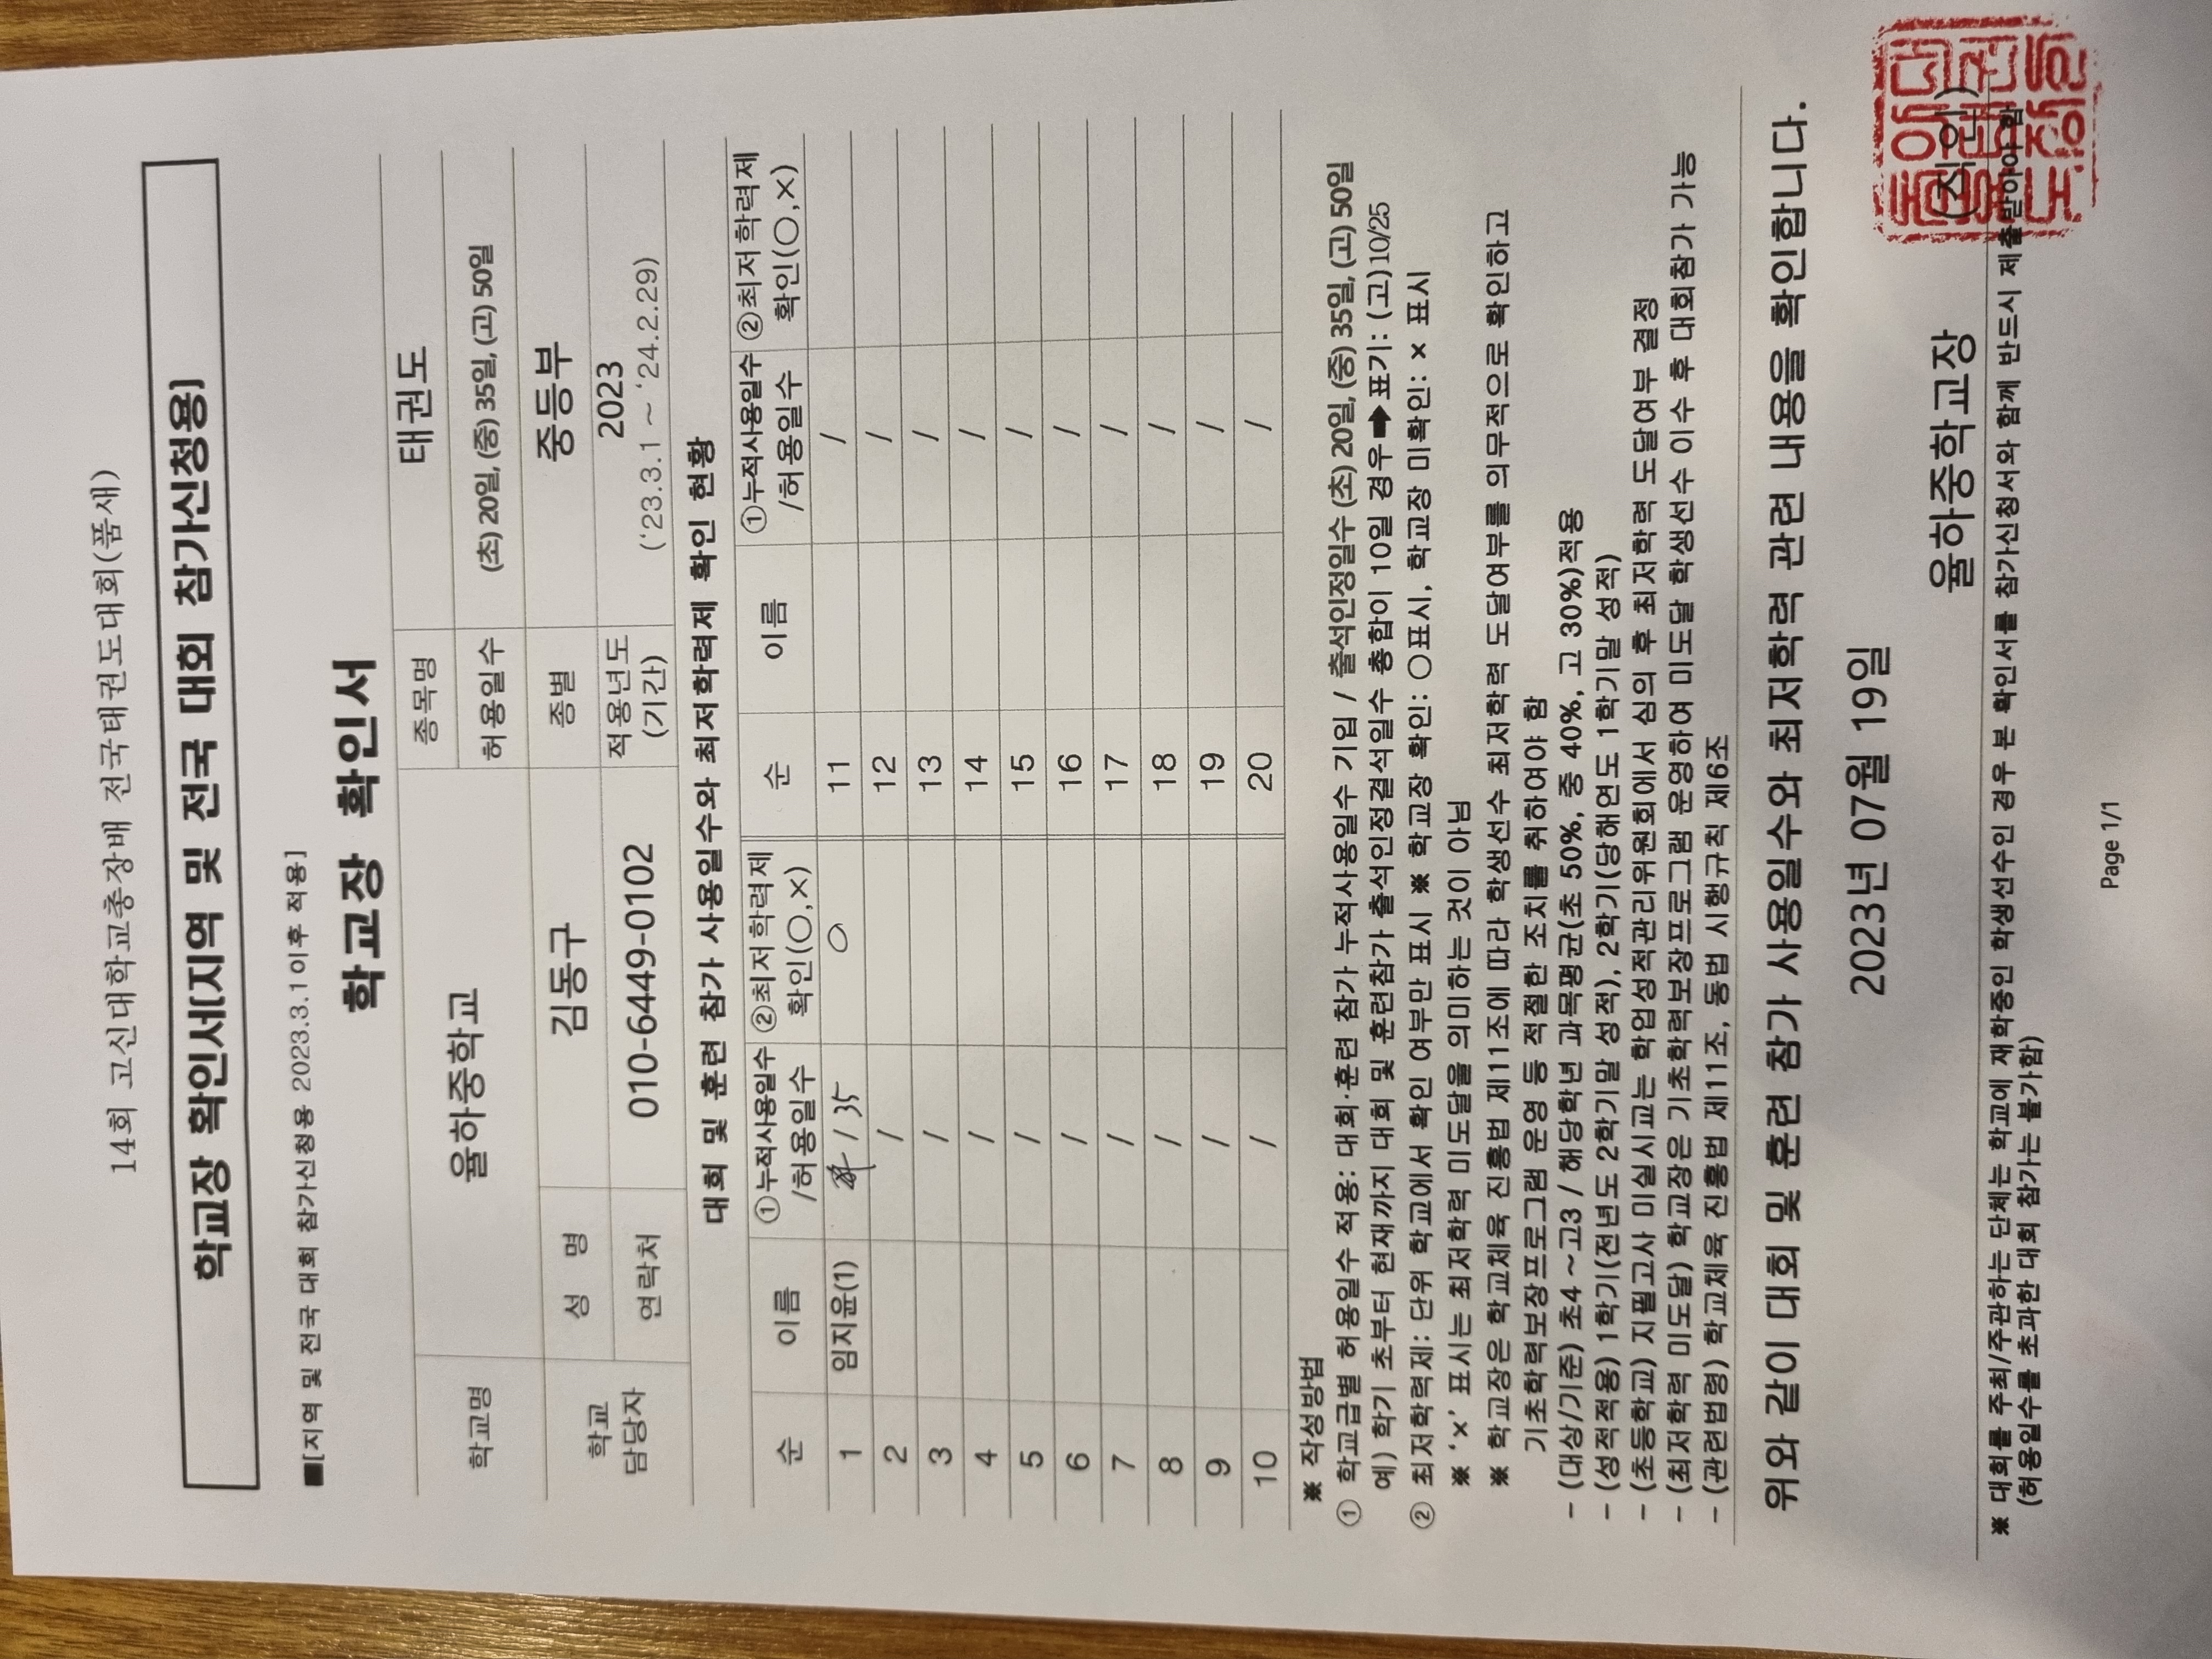 14회 고신대학교총장배 전국태권도대회(품새)
학교장 확인서[지역 및 전국 대회 참가신청용]
■[지역 및 전국 대회 참가신청용 2023.3.1이후 적용]
학교장 확인서
학교명 율하중학교 종목명 태권도
허용일수 (초) 20일, (중) 35일, (고) 50일
학교 담당자 성 명 김동구 종별 중등부
연락처 010-6449-0102 적용년도 (기간) 2023
('23.3.1 ~ '24.2.29)
대회 및 훈련 참가 사용일수와 최저학력제 확인 현황
순 이름 ①누적사용일수 /허용일수 ②최저학력제 확인(○,×) 순 이름 ①누적사용일수 /허용일수 ②최저학력제 확인(○,×)
1 임지윤(1) / 35 ○ 11 /
2 / 12 /
3 / 13 /
4 / 14 /
5 / 15 /
6 / 16 /
7 / 17 /
8 / 18 /
9 / 19 /
10 / 20 /
※ 작성방법
① 학교급별 허용일수 적용: 대회·훈련 참가 누적사용일수 기입 / 출석인정일수 (초) 20일, (중) 35일, (고) 50일
예) 학기 초부터 현재까지 대회 및 훈련참가 출석인정결석일수 총합이 10일 경우➡표기: (고)10/25
② 최저학력제: 단위 학교에서 확인 여부만 표시 ※ 학교장 확인: ○표시, 학교장 미확인: × 표시
※ '×' 표시는 최저학력 미도달을 의미하는 것이 아님
※ 학교장은 학교체육 진흥법 제11조에 따라 학생선수 최저학력 도달여부를 의무적으로 확인하고
기초학력보장프로그램 운영 등 적절한 조치를 취하여야 함
- (대상/기준) 초4 ~고3 / 해당학년 과목평균(초 50%, 중 40%, 고 30%)적용
- (성적적용) 1학기(전년도 2학기말 성적), 2학기(당해연도 1학기말 성적)
- (초등학교) 지필고사 미실시교는 학업성적관리위원회에서 심의 후 최저학력 도달여부 결정
- (최저학력 미도달) 학교장은 기초학력보장프로그램 운영하여 미도달 학생선수 이수 후 대회참가 가능
- (관련법령) 학교체육 진흥법 제11조, 동법 시행규칙 제6조
위와 같이 대회 및 훈련 참가 사용일수와 최저학력 관련 내용을 확인합니다.
2023년 07월 19일
율하중학교장 (직인)
※ 대회를 주최/주관하는 단체는 학교에 재학중인 학생선수인 경우 본 확인서를 참가신청서와 함께 반드시 제출받아야 함
(허용일수를 초과한 대회 참가는 불가함)
Page 1/1